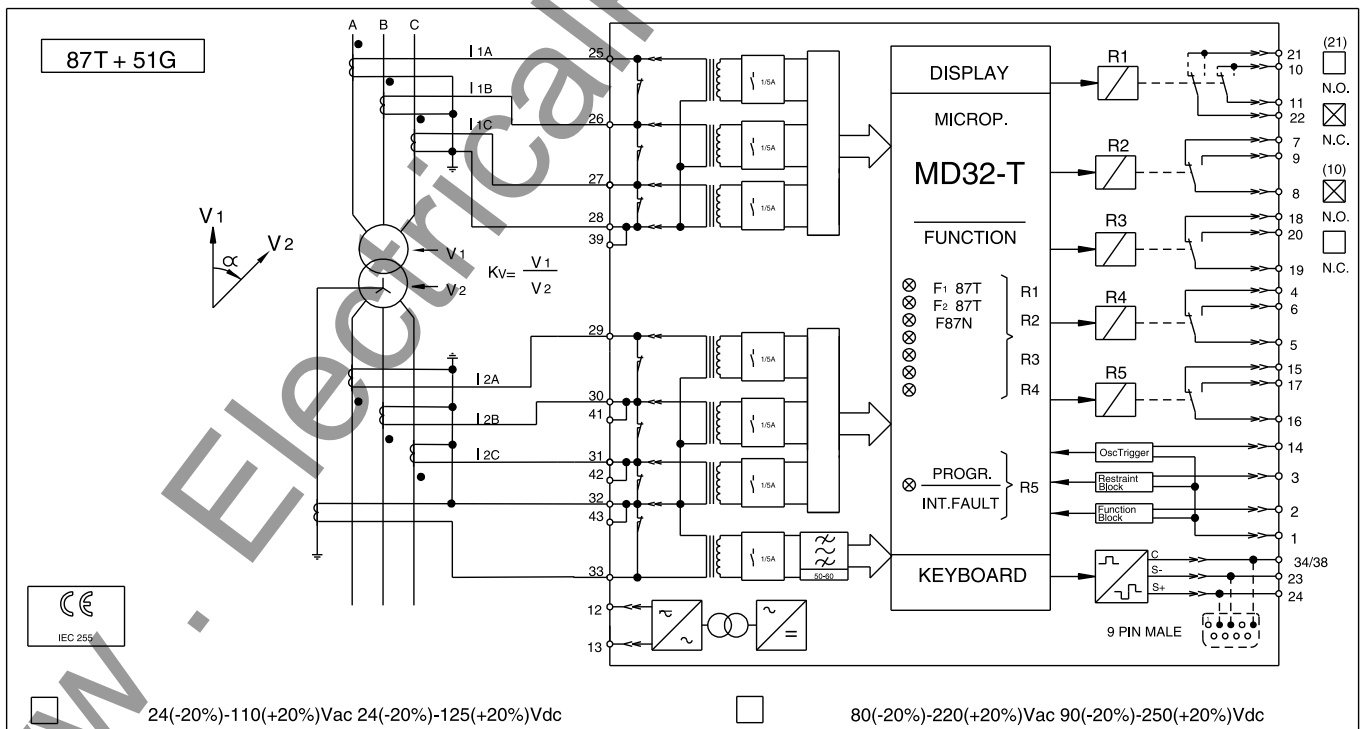 A B C
87T + 51G
I 1A
I 1B
I 1C
25
26
27
28
39
1/5A
1/5A
1/5A
V1
V2
α
V1
V2
Kv= V1
V2
29
30
41
31
42
32
43
33
12
13
I 2A
I 2B
I 2C
1/5A
1/5A
1/5A
1/5A
50-60
DISPLAY
MICROP.
MD32-T
FUNCTION
F1 87T
F2 87T
F87N
R1
R2
R3
R4
PROGR.
INT.FAULT
R5
KEYBOARD
R1
R2
R3
R4
R5
OscTrigger
Restraint
Block
Function
Block
C
S-
S+
9 PIN MALE
1
21
10
11
22
7
9
8
18
20
19
4
6
5
15
17
16
14
3
2
1
34/38
23
24
(21)
N.O.
N.C.
(10)
N.O.
N.C.
CE
IEC 255
24(-20%)-110(+20%)Vac 24(-20%)-125(+20%)Vdc
80(-20%)-220(+20%)Vac 90(-20%)-250(+20%)Vdc
w . Electrical